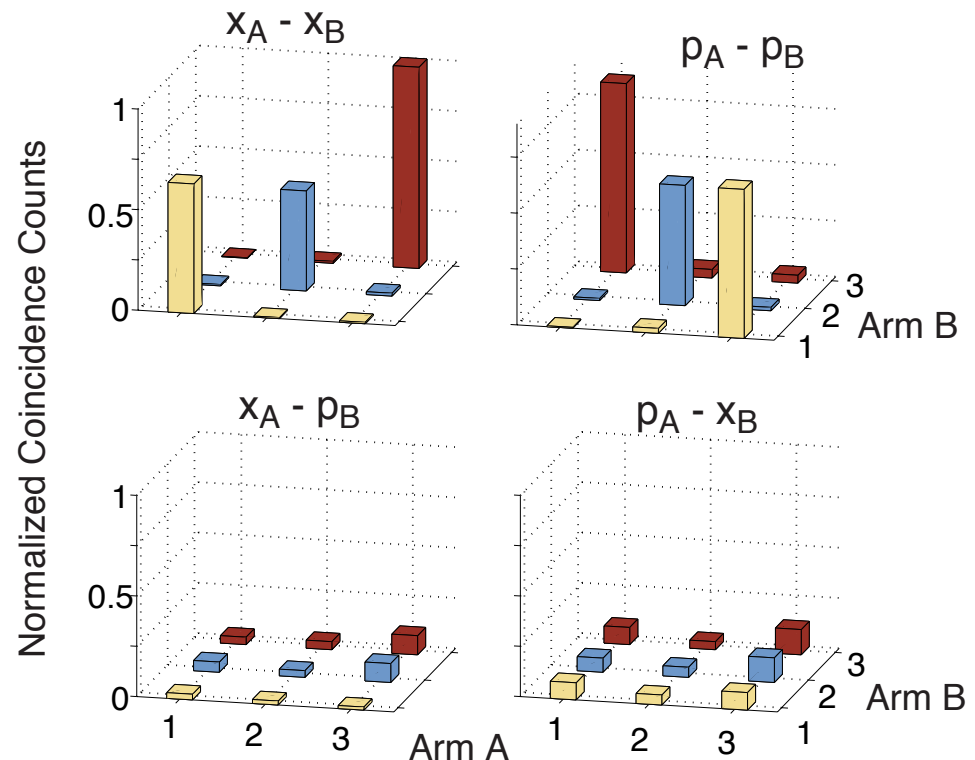 x_A - x_B
p_A - p_B
Normalized Coincidence Counts
1
0.5
0
3
2
1
Arm B
x_A - p_B
p_A - x_B
1
0.5
0
3
2
1
Arm B
1
2
3
Arm A
1
2
3